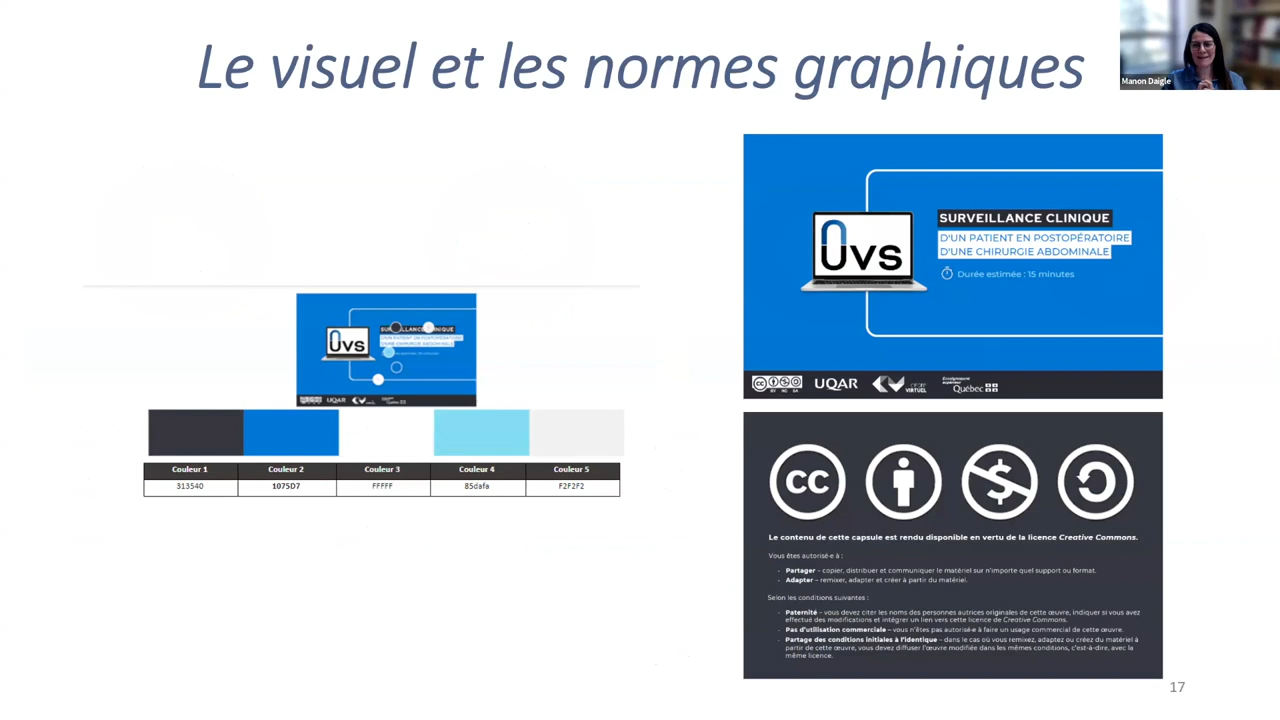 Le visuel et les normes graphiques
Manon Daigle
SURVEILLANCE CLINIQUE
D'UN PATIENT EN POSTOPÉRATOIRE
D'UNE CHIRURGIE ABDOMINALE
Durée estimée : 15 minutes
UVS
UQAR
VIRTUEL
Enseignement
supérieur
Québec
UVS
UQAR
Couleur 1 Couleur 2 Couleur 3 Couleur 4 Couleur 5
313540 1075D7 FFFFF 85dafa F2F2F2
CC
Le contenu de cette capsule est rendu disponible en vertu de la licence Creative Commons.
Vous êtes autorisé·e à :
- Partager – copier, distribuer et communiquer le matériel sur n'importe quel support ou format.
- Adapter – remixer, adapter et créer à partir du matériel.
Selon les conditions suivantes :
- Paternité – vous devez citer les noms des personnes autrices originales de cette œuvre, indiquer si vous avez
effectué des modifications et intégrer un lien vers cette licence de Creative Commons.
- Pas d'utilisation commerciale – vous n'êtes pas autorisé·e à faire un usage commercial de cette œuvre.
- Partage des conditions initiales à l'identique – dans le cas où vous remixez, adaptez ou créez du matériel à
partir de cette œuvre, vous devez diffuser l'œuvre modifiée dans les mêmes conditions, c'est-à-dire, avec la
même licence.
17